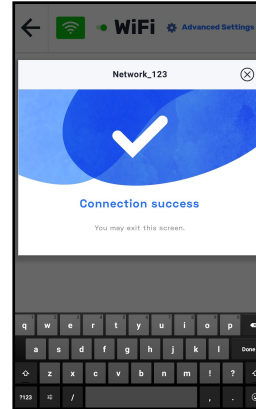 WiFi Advanced Settings
Network_123
Connection success
You may exit this screen.
q w e r t y u i o p
a s d f g h j k l Done
z x c v b n m ! ?
?123 / , .